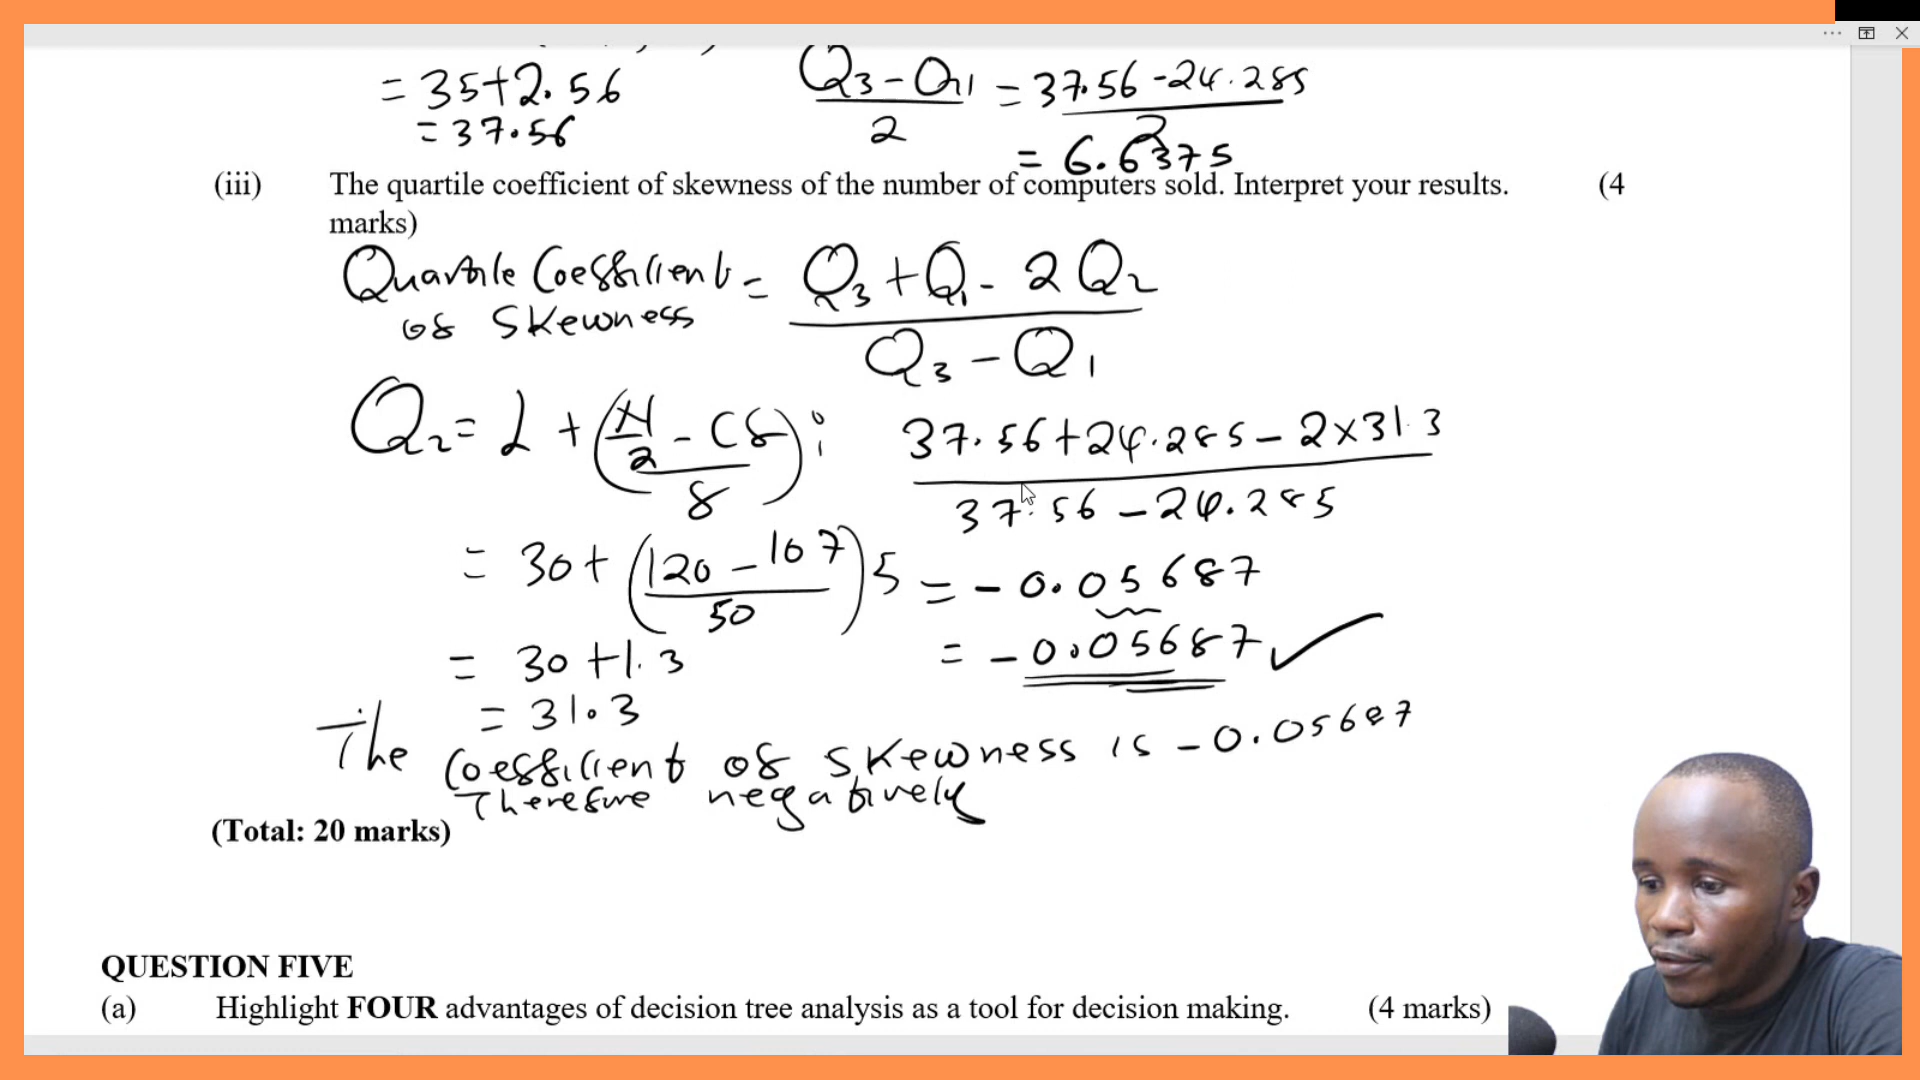 = 35+2.56
= 37.56
Q3 - Q1 / 2 = 37.56 - 24.285 / 2
= 6.6375
(iii) The quartile coefficient of skewness of the number of computers sold. Interpret your results. (4
marks)
Quartile Coefficient of Skewness = Q3 + Q1 - 2Q2 / Q3 - Q1
Q2 = L + (N/2 - Cf / f) i
= 30 + (120 - 107 / 50) 5
= 30 + 1.3
= 31.3
37.56 + 24.285 - 2 x 31.3 / 37.56 - 24.285
= - 0.05687
= - 0.05687 ✓
The Coefficient of Skewness is - 0.05687
Therefore negatively
(Total: 20 marks)
QUESTION FIVE
(a) Highlight FOUR advantages of decision tree analysis as a tool for decision making. (4 marks)